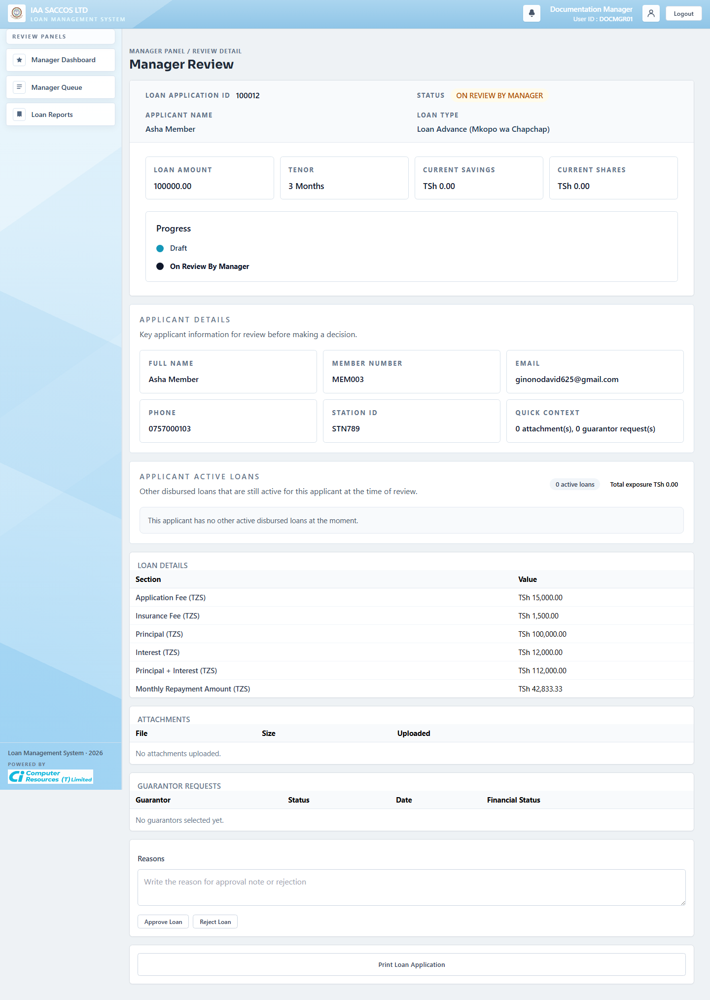 IAA SACCOS LTD
LOAN MANAGEMENT SYSTEM
Documentation Manager
User ID : DOCMGR01
Logout
REVIEW PANELS
Manager Dashboard
Manager Queue
Loan Reports
MANAGER PANEL / REVIEW DETAIL
Manager Review
LOAN APPLICATION ID 100012
STATUS ON REVIEW BY MANAGER
APPLICANT NAME
Asha Member
LOAN TYPE
Loan Advance (Mkopo wa Chapchap)
LOAN AMOUNT
100000.00
TENOR
3 Months
CURRENT SAVINGS
TSh 0.00
CURRENT SHARES
TSh 0.00
Progress
Draft
On Review By Manager
APPLICANT DETAILS
Key applicant information for review before making a decision.
FULL NAME
Asha Member
MEMBER NUMBER
MEM003
EMAIL
ginonodavid625@gmail.com
PHONE
0757000103
STATION ID
STN789
QUICK CONTEXT
0 attachment(s), 0 guarantor request(s)
APPLICANT ACTIVE LOANS
Other disbursed loans that are still active for this applicant at the time of review.
0 active loans Total exposure TSh 0.00
This applicant has no other active disbursed loans at the moment.
LOAN DETAILS
Section Value
Application Fee (TZS) TSh 15,000.00
Insurance Fee (TZS) TSh 1,500.00
Principal (TZS) TSh 100,000.00
Interest (TZS) TSh 12,000.00
Principal + Interest (TZS) TSh 112,000.00
Monthly Repayment Amount (TZS) TSh 42,833.33
ATTACHMENTS
File Size Uploaded
No attachments uploaded.
GUARANTOR REQUESTS
Guarantor Status Date Financial Status
No guarantors selected yet.
Reasons
Write the reason for approval note or rejection
Approve Loan Reject Loan
Print Loan Application
Loan Management System · 2026
POWERED BY
Ci Computer
Resources (T) Limited